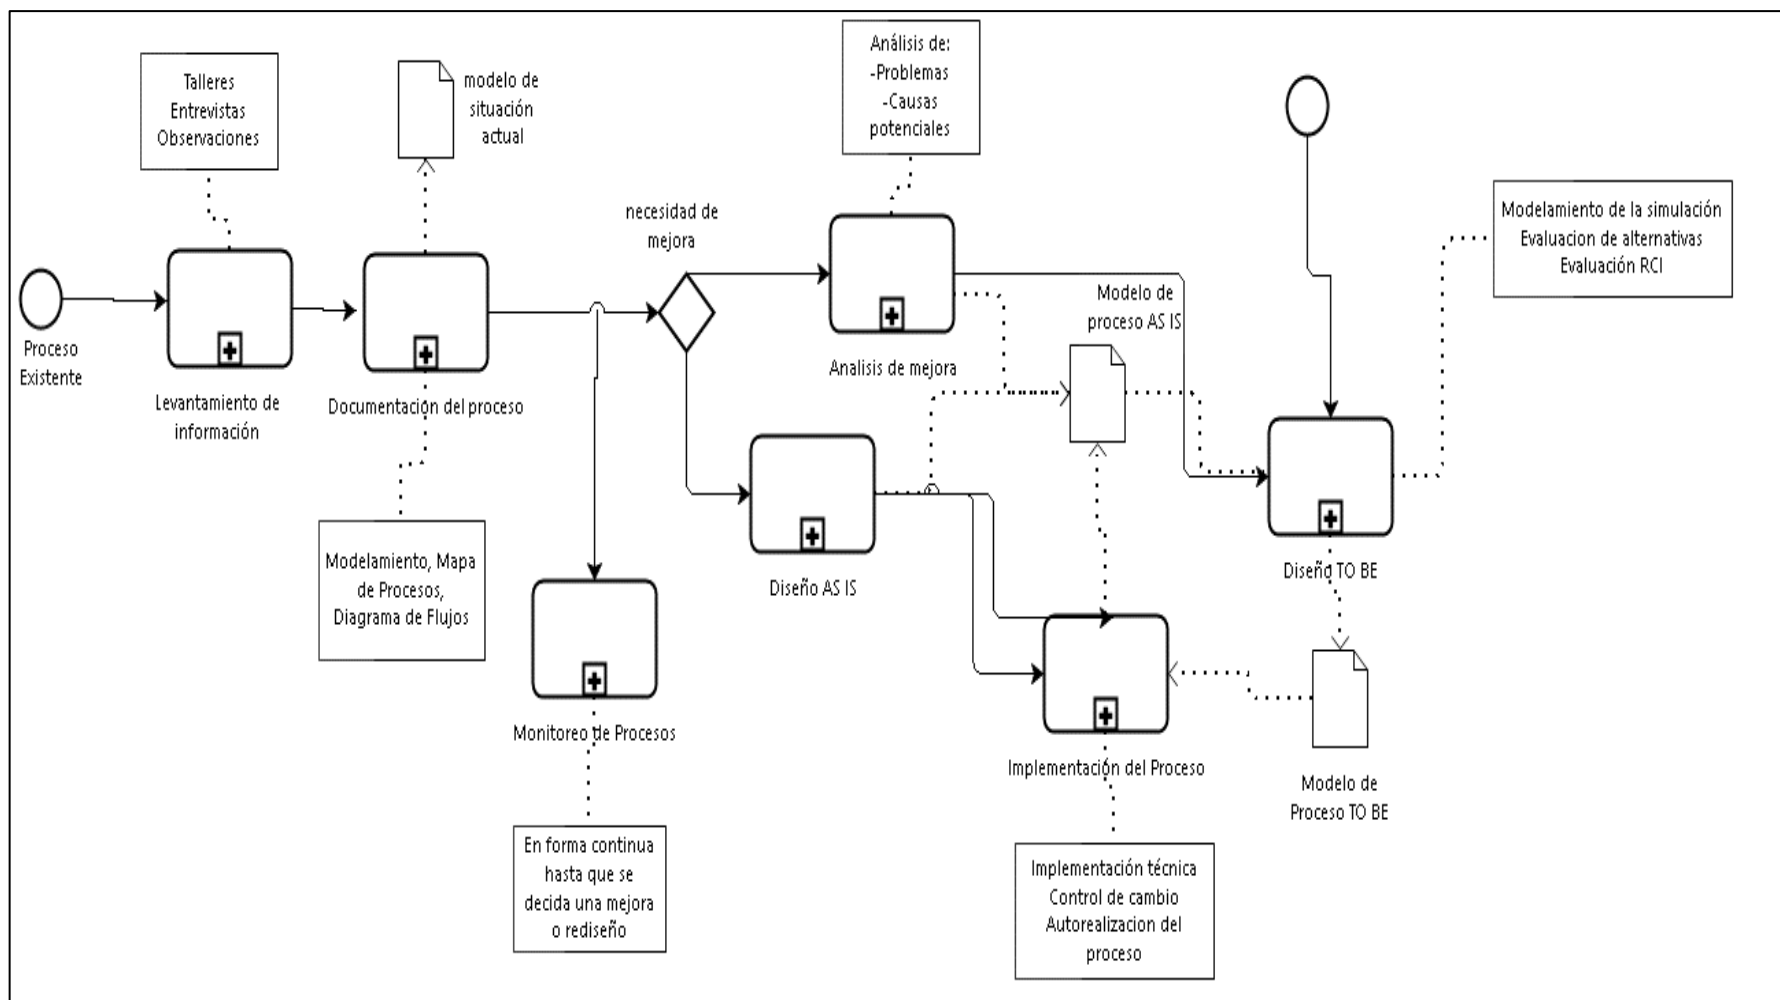 Talleres
Entrevistas
Observaciones
modelo de
situación
actual
Análisis de:
-Problemas
-Causas
potenciales
necesidad de
mejora
Modelamiento de la simulación
Evaluacion de alternativas
Evaluación RCI
Proceso
Existente
Levantamiento de
información
Documentacion del proceso
Analisis de mejora
Modelo de
proceso AS IS
Modelamiento, Mapa
de Procesos,
Diagrama de Flujos
Diseño AS IS
Diseño TO BE
Monitoreo de Procesos
Implementación del Proceso
Modelo de
Proceso TO BE
En forma continua
hasta que se
decida una mejora
o rediseño
Implementación técnica
Control de cambio
Autorealizacion del
proceso